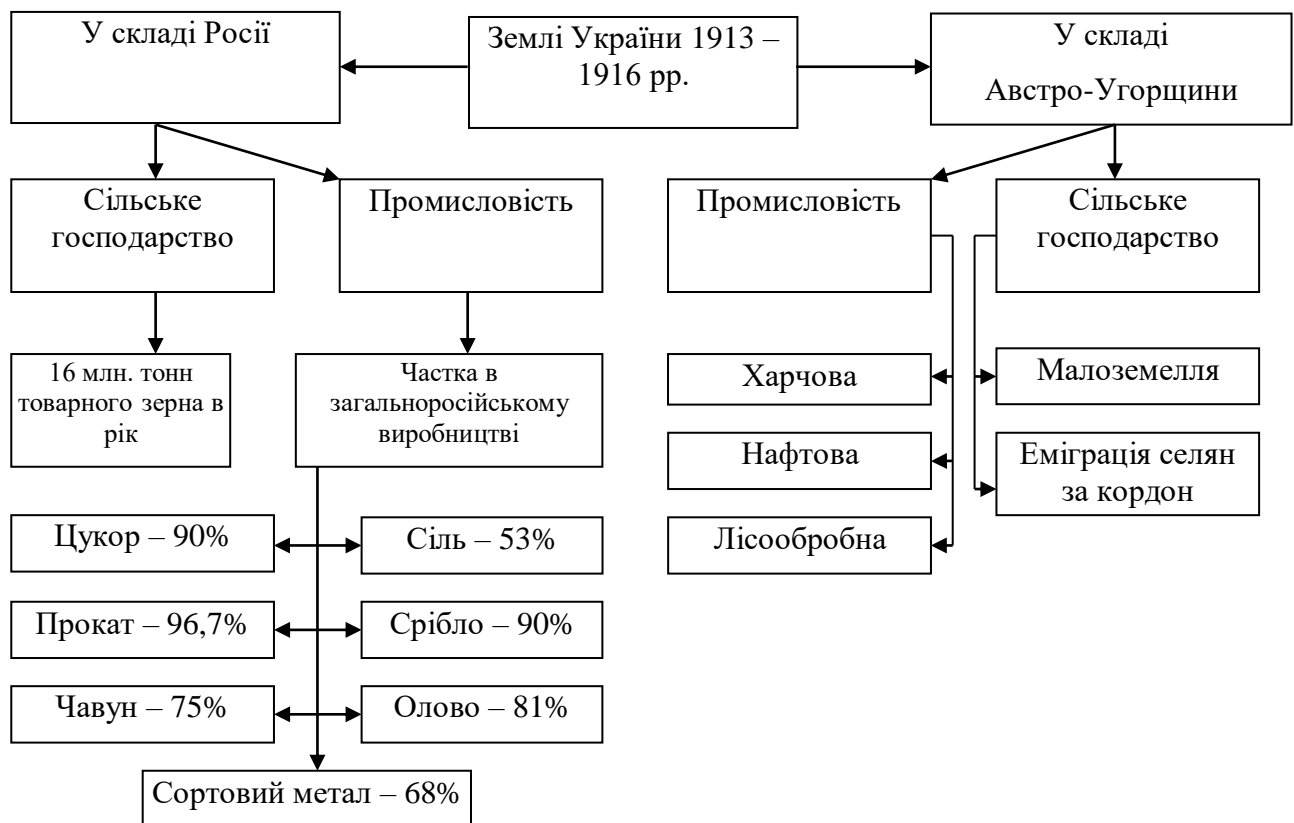 У складі Росії
Землі України 1913 –
1916 рр.
У складі
Австро-Угорщини
Сільське
господарство
Промисловість
Промисловість
Сільське
господарство
16 млн. тонн
товарного зерна в
рік
Частка в
загальноросійському
виробництві
Харчова
Малоземелля
Нафтова
Еміграція селян
за кордон
Лісообробна
Цукор – 90%
Сіль – 53%
Прокат – 96,7%
Срібло – 90%
Чавун – 75%
Олово – 81%
Сортовий метал – 68%